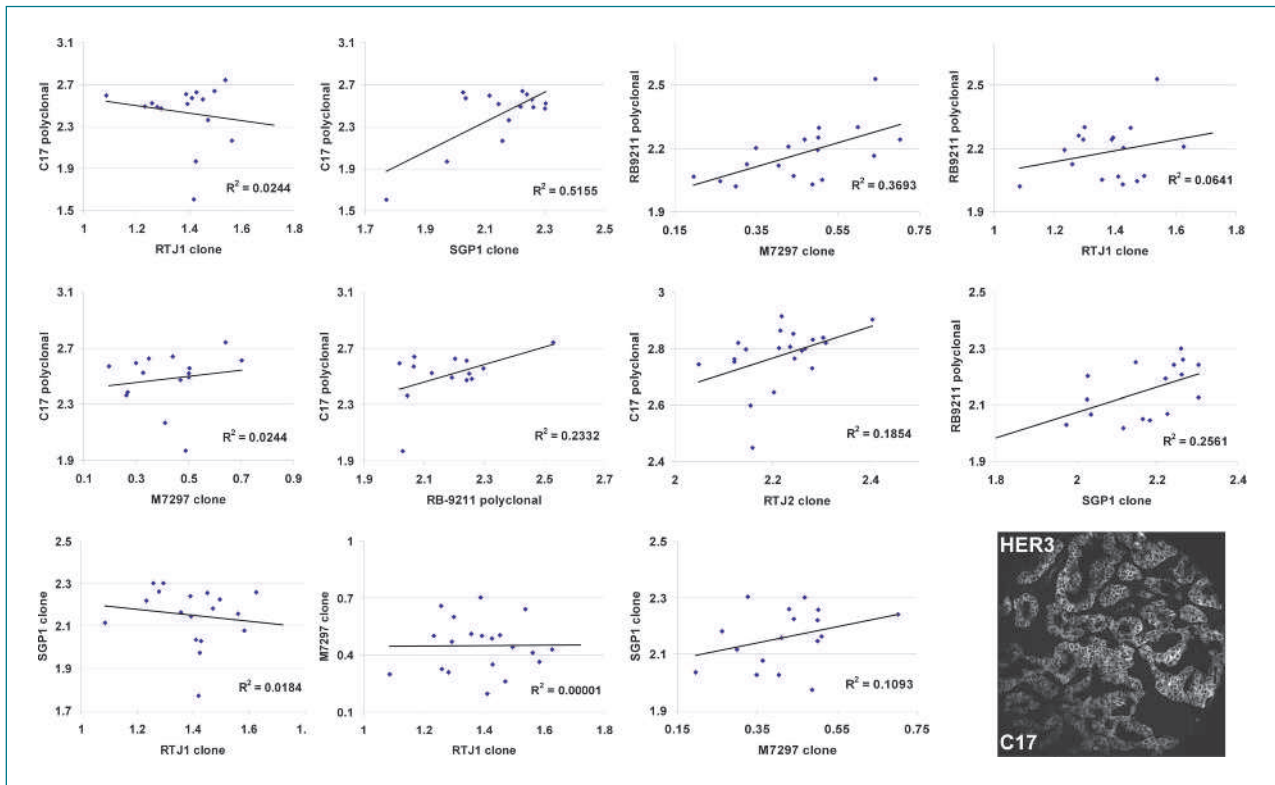 3.1
2.7
2.3
1.9
1.5
C17 polyclonal
R² = 0.0244
1 1.2 1.4 1.6 1.8
RTJ1 clone
3.1
2.7
2.3
1.9
1.5
C17 polyclonal
R² = 0.5155
1.7 1.9 2.1 2.3 2.5
SGP1 clone
2.5
2.2
1.9
RB9211 polyclonal
R² = 0.3693
0.15 0.35 0.55 0.75
M7297 clone
2.5
2.2
1.9
RB9211 polyclonal
R² = 0.0641
1 1.2 1.4 1.6 1.8
RTJ1 clone
3.1
2.7
2.3
1.9
C17 polyclonal
R² = 0.0244
0.1 0.3 0.5 0.7 0.9
M7297 clone
3.1
2.7
2.3
1.9
C17 polyclonal
R² = 0.2332
1.9 2.1 2.3 2.5 2.7
RB-9211 polyclonal
3
2.8
2.6
2.4
C17 polyclonal
R² = 0.1854
2 2.2 2.4
RTJ2 clone
2.5
2.3
2.1
1.9
RB9211 polyclonal
R² = 0.2561
1.8 2 2.2 2.4
SGP1 clone
2.5
2.3
2.1
1.9
1.7
SGP1 clone
R² = 0.0184
1 1.2 1.4 1.6 1.
RTJ1 clone
1
0.7
0.4
0.1
M7297 clone
R² = 0.00001
1 1.2 1.4 1.6 1.8
RTJ1 clone
2.5
2.3
2.1
1.9
SGP1 clone
R² = 0.1093
0.15 0.35 0.55 0.75
M7297 clone
HER3
C17